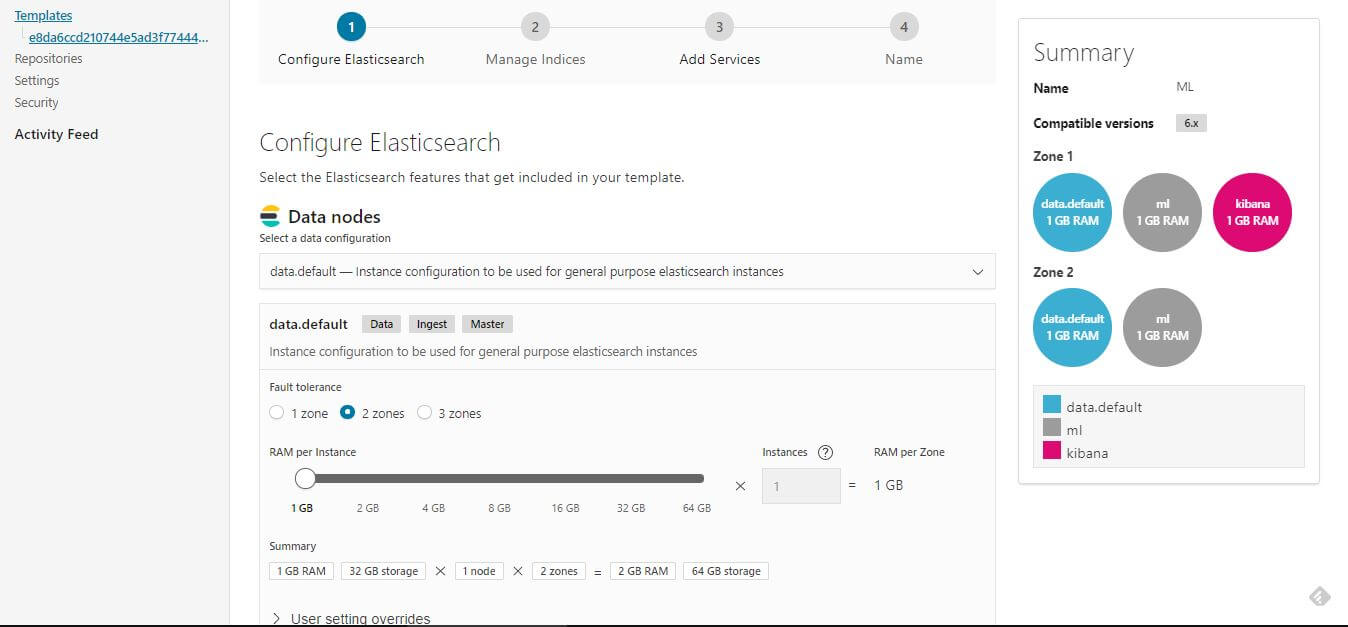 Templates
e8da6ccd210744e5ad3f77444...
Repositories
Settings
Security
Activity Feed
1
2
3
4
Configure Elasticsearch
Manage Indices
Add Services
Name
Configure Elasticsearch
Select the Elasticsearch features that get included in your template.
Data nodes
Select a data configuration
data.default — Instance configuration to be used for general purpose elasticsearch instances
data.default Data Ingest Master
Instance configuration to be used for general purpose elasticsearch instances
Fault tolerance
1 zone 2 zones 3 zones
RAM per Instance Instances ? RAM per Zone
× 1 = 1 GB
1 GB 2 GB 4 GB 8 GB 16 GB 32 GB 64 GB
Summary
1 GB RAM 32 GB storage × 1 node × 2 zones = 2 GB RAM 64 GB storage
User setting overrides
Summary
Name ML
Compatible versions 6.x
Zone 1
data.default
1 GB RAM
ml
1 GB RAM
kibana
1 GB RAM
Zone 2
data.default
1 GB RAM
ml
1 GB RAM
data.default
ml
kibana